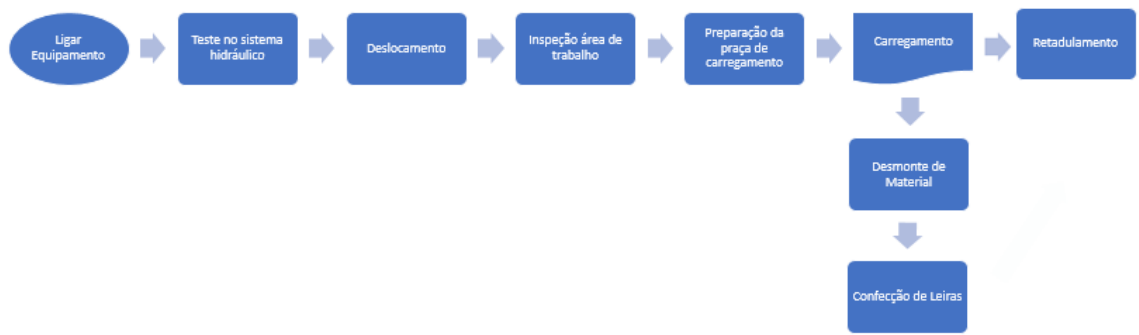 Ligar
Equipamento
Teste no sistema
hidráulico
Deslocamento
Inspeção área de
trabalho
Preparação da
praça de
carregamento
Carregamento
Retadulamento
Desmonte de
Material
Confecção de Leiras